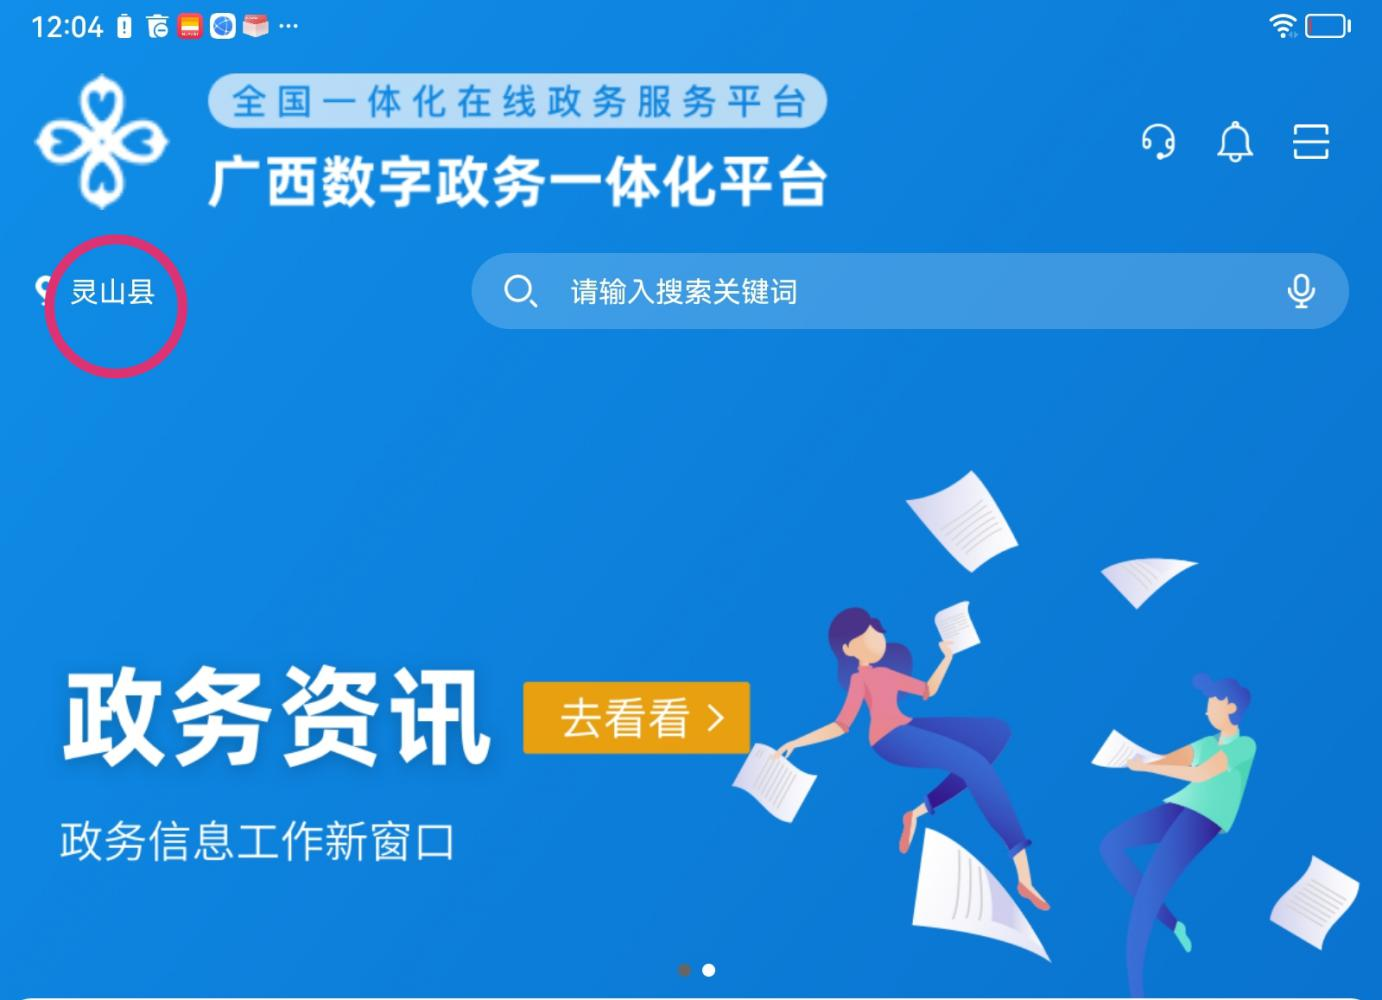 12:04
全国一体化在线政务服务平台
广西数字政务一体化平台
灵山县
请输入搜索关键词
政务资讯
去看看
政务信息工作新窗口